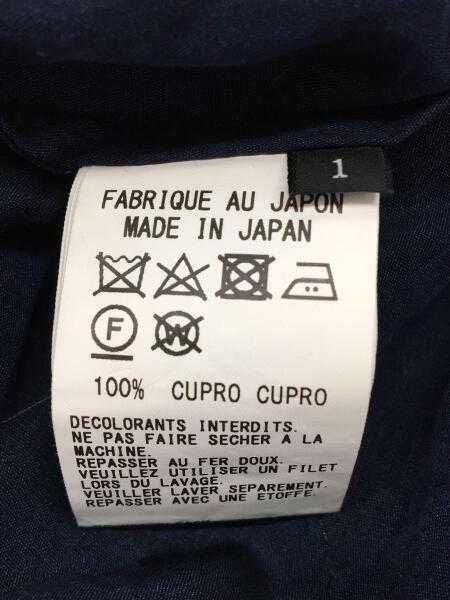 1
FABRIQUE AU JAPON
MADE IN JAPAN
F
W
100% CUPRO CUPRO
DECOLORANTS INTERDITS.
NE PAS FAIRE SECHER A LA
MACHINE.
REPASSER AU FER DOUX.
VEUILLEZ UTILISER UN FILET
LORS DU LAVAGE.
VEUILLER LAVER SEPAREMENT.
REPASSER AVEC UNE ETOFFE.